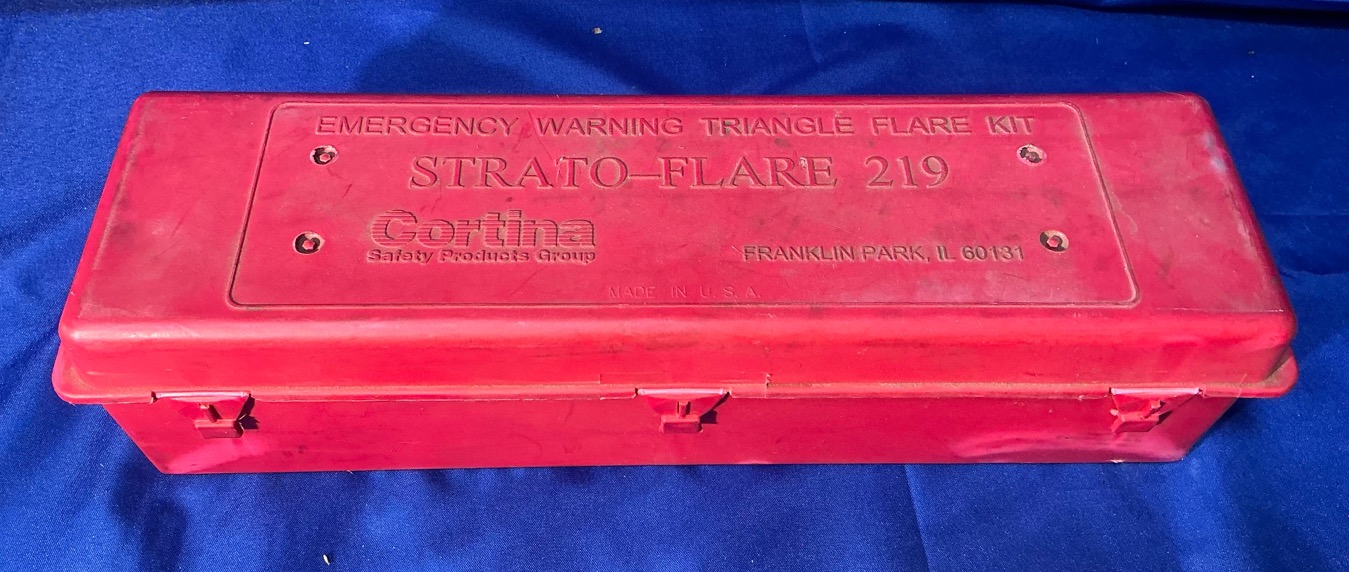 EMERGENCY WARNING TRIANGLE FLARE KIT
STRATO-FLARE 219
Cortina
Safety Products Group
FRANKLIN PARK, IL 60131
MADE IN U.S.A.